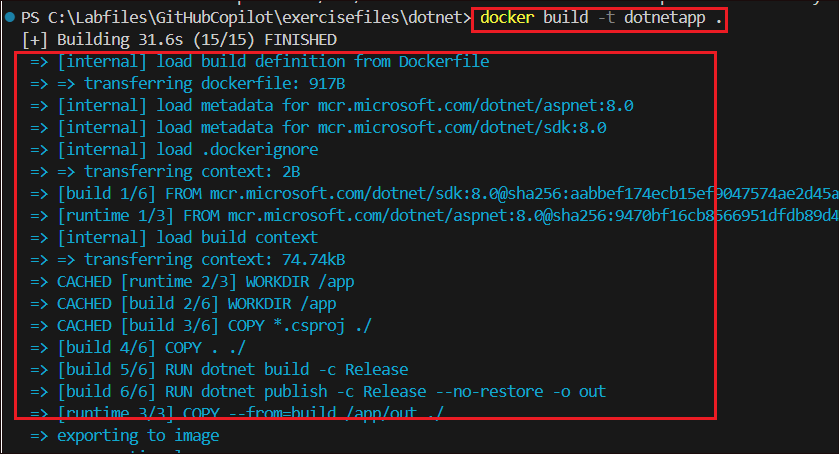 PS C:\Labfiles\GitHubCopilot\exercisefiles\dotnet> docker build -t dotnetapp .
[+] Building 31.6s (15/15) FINISHED
=> [internal] load build definition from Dockerfile
=> => transferring dockerfile: 917B
=> [internal] load metadata for mcr.microsoft.com/dotnet/aspnet:8.0
=> [internal] load metadata for mcr.microsoft.com/dotnet/sdk:8.0
=> [internal] load .dockerignore
=> => transferring context: 2B
=> [build 1/6] FROM mcr.microsoft.com/dotnet/sdk:8.0@sha256:aabbef174ecb15ef9047574ae2d45a
=> [runtime 1/3] FROM mcr.microsoft.com/dotnet/aspnet:8.0@sha256:9470bf16cb8566951dfdb89d4
=> [internal] load build context
=> => transferring context: 74.74kB
=> CACHED [runtime 2/3] WORKDIR /app
=> CACHED [build 2/6] WORKDIR /app
=> CACHED [build 3/6] COPY *.csproj ./
=> [build 4/6] COPY . ./
=> [build 5/6] RUN dotnet build -c Release
=> [build 6/6] RUN dotnet publish -c Release --no-restore -o out
=> [runtime 3/3] COPY --from=build /app/out ./
=> exporting to image